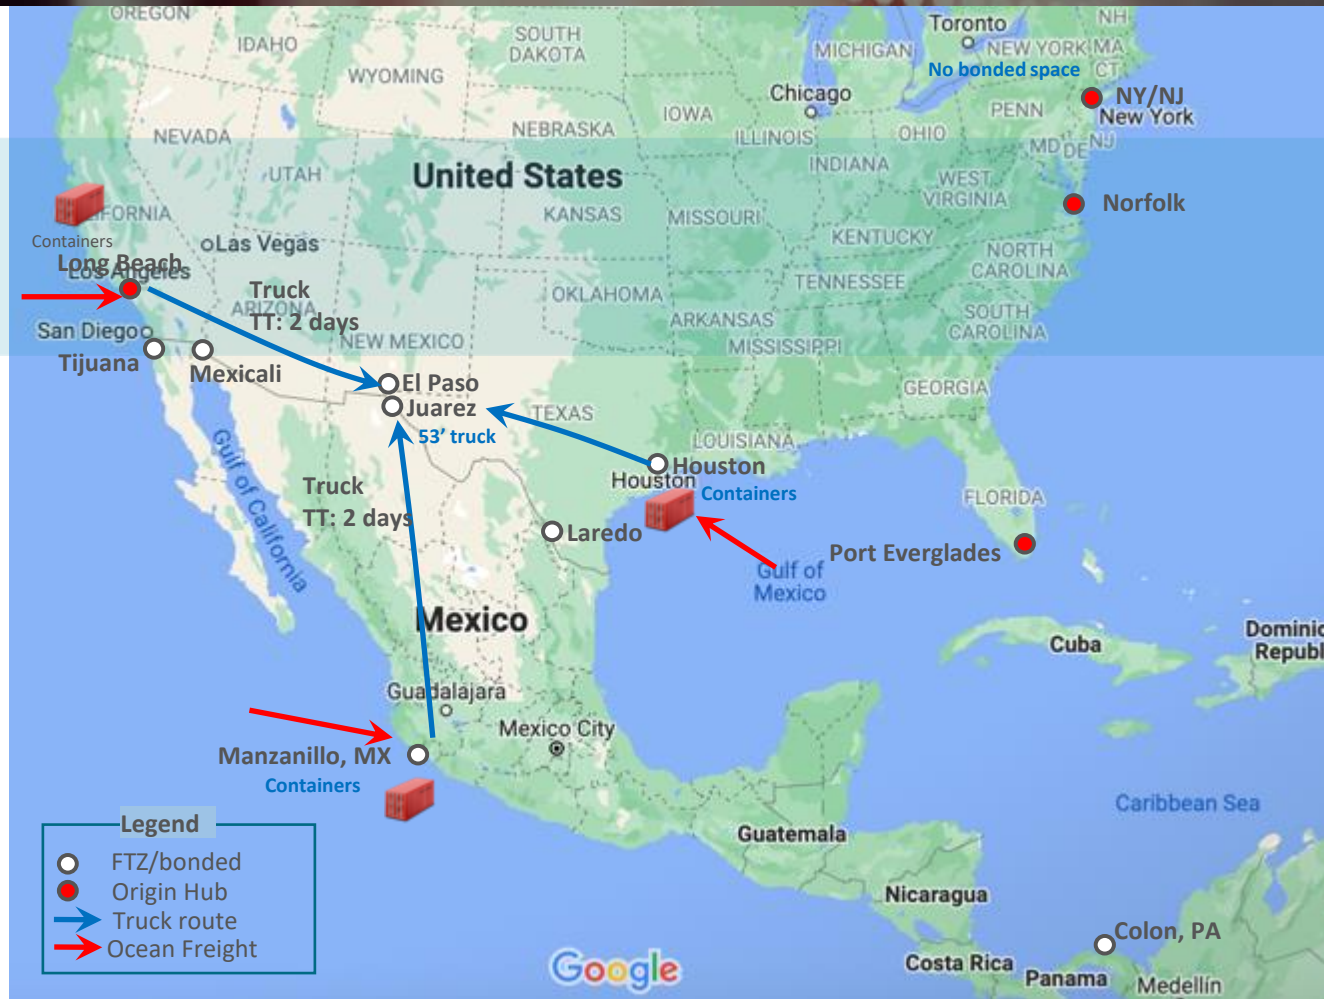 OREGON
IDAHO
WYOMING
SOUTH
DAKOTA
MICHIGAN
Toronto
No bonded space
NEW YORK
NH
MA
CT
NY/NJ
New York
Chicago
IOWA
NEBRASKA
ILLINOIS
INDIANA
OHIO
PENN
MD
DE
NJ
NEVADA
UTAH
United States
KANSAS
MISSOURI
WEST
VIRGINIA
KENTUCKY
Norfolk
IFORNIA
Containers
Long Beach
Los Angeles
Las Vegas
Truck
TT: 2 days
ARIZONA
NEW MEXICO
OKLAHOMA
TENNESSEE
NORTH
CAROLINA
ARKANSAS
SOUTH
CAROLINA
MISSISSIPPI
GEORGIA
San Diego
Tijuana
Mexicali
El Paso
Juarez
53’ truck
TEXAS
LOUISIANA
Houston
Houston
Containers
FLORIDA
Port Everglades
Gulf of California
Truck
TT: 2 days
Laredo
Gulf of
Mexico
Mexico
Cuba
Dominic
Republ
Guadalajara
Mexico City
Manzanillo, MX
Containers
Guatemala
Caribbean Sea
Nicaragua
Colon, PA
Costa Rica
Panama
Medellín
Google
Legend
FTZ/bonded
Origin Hub
Truck route
Ocean Freight